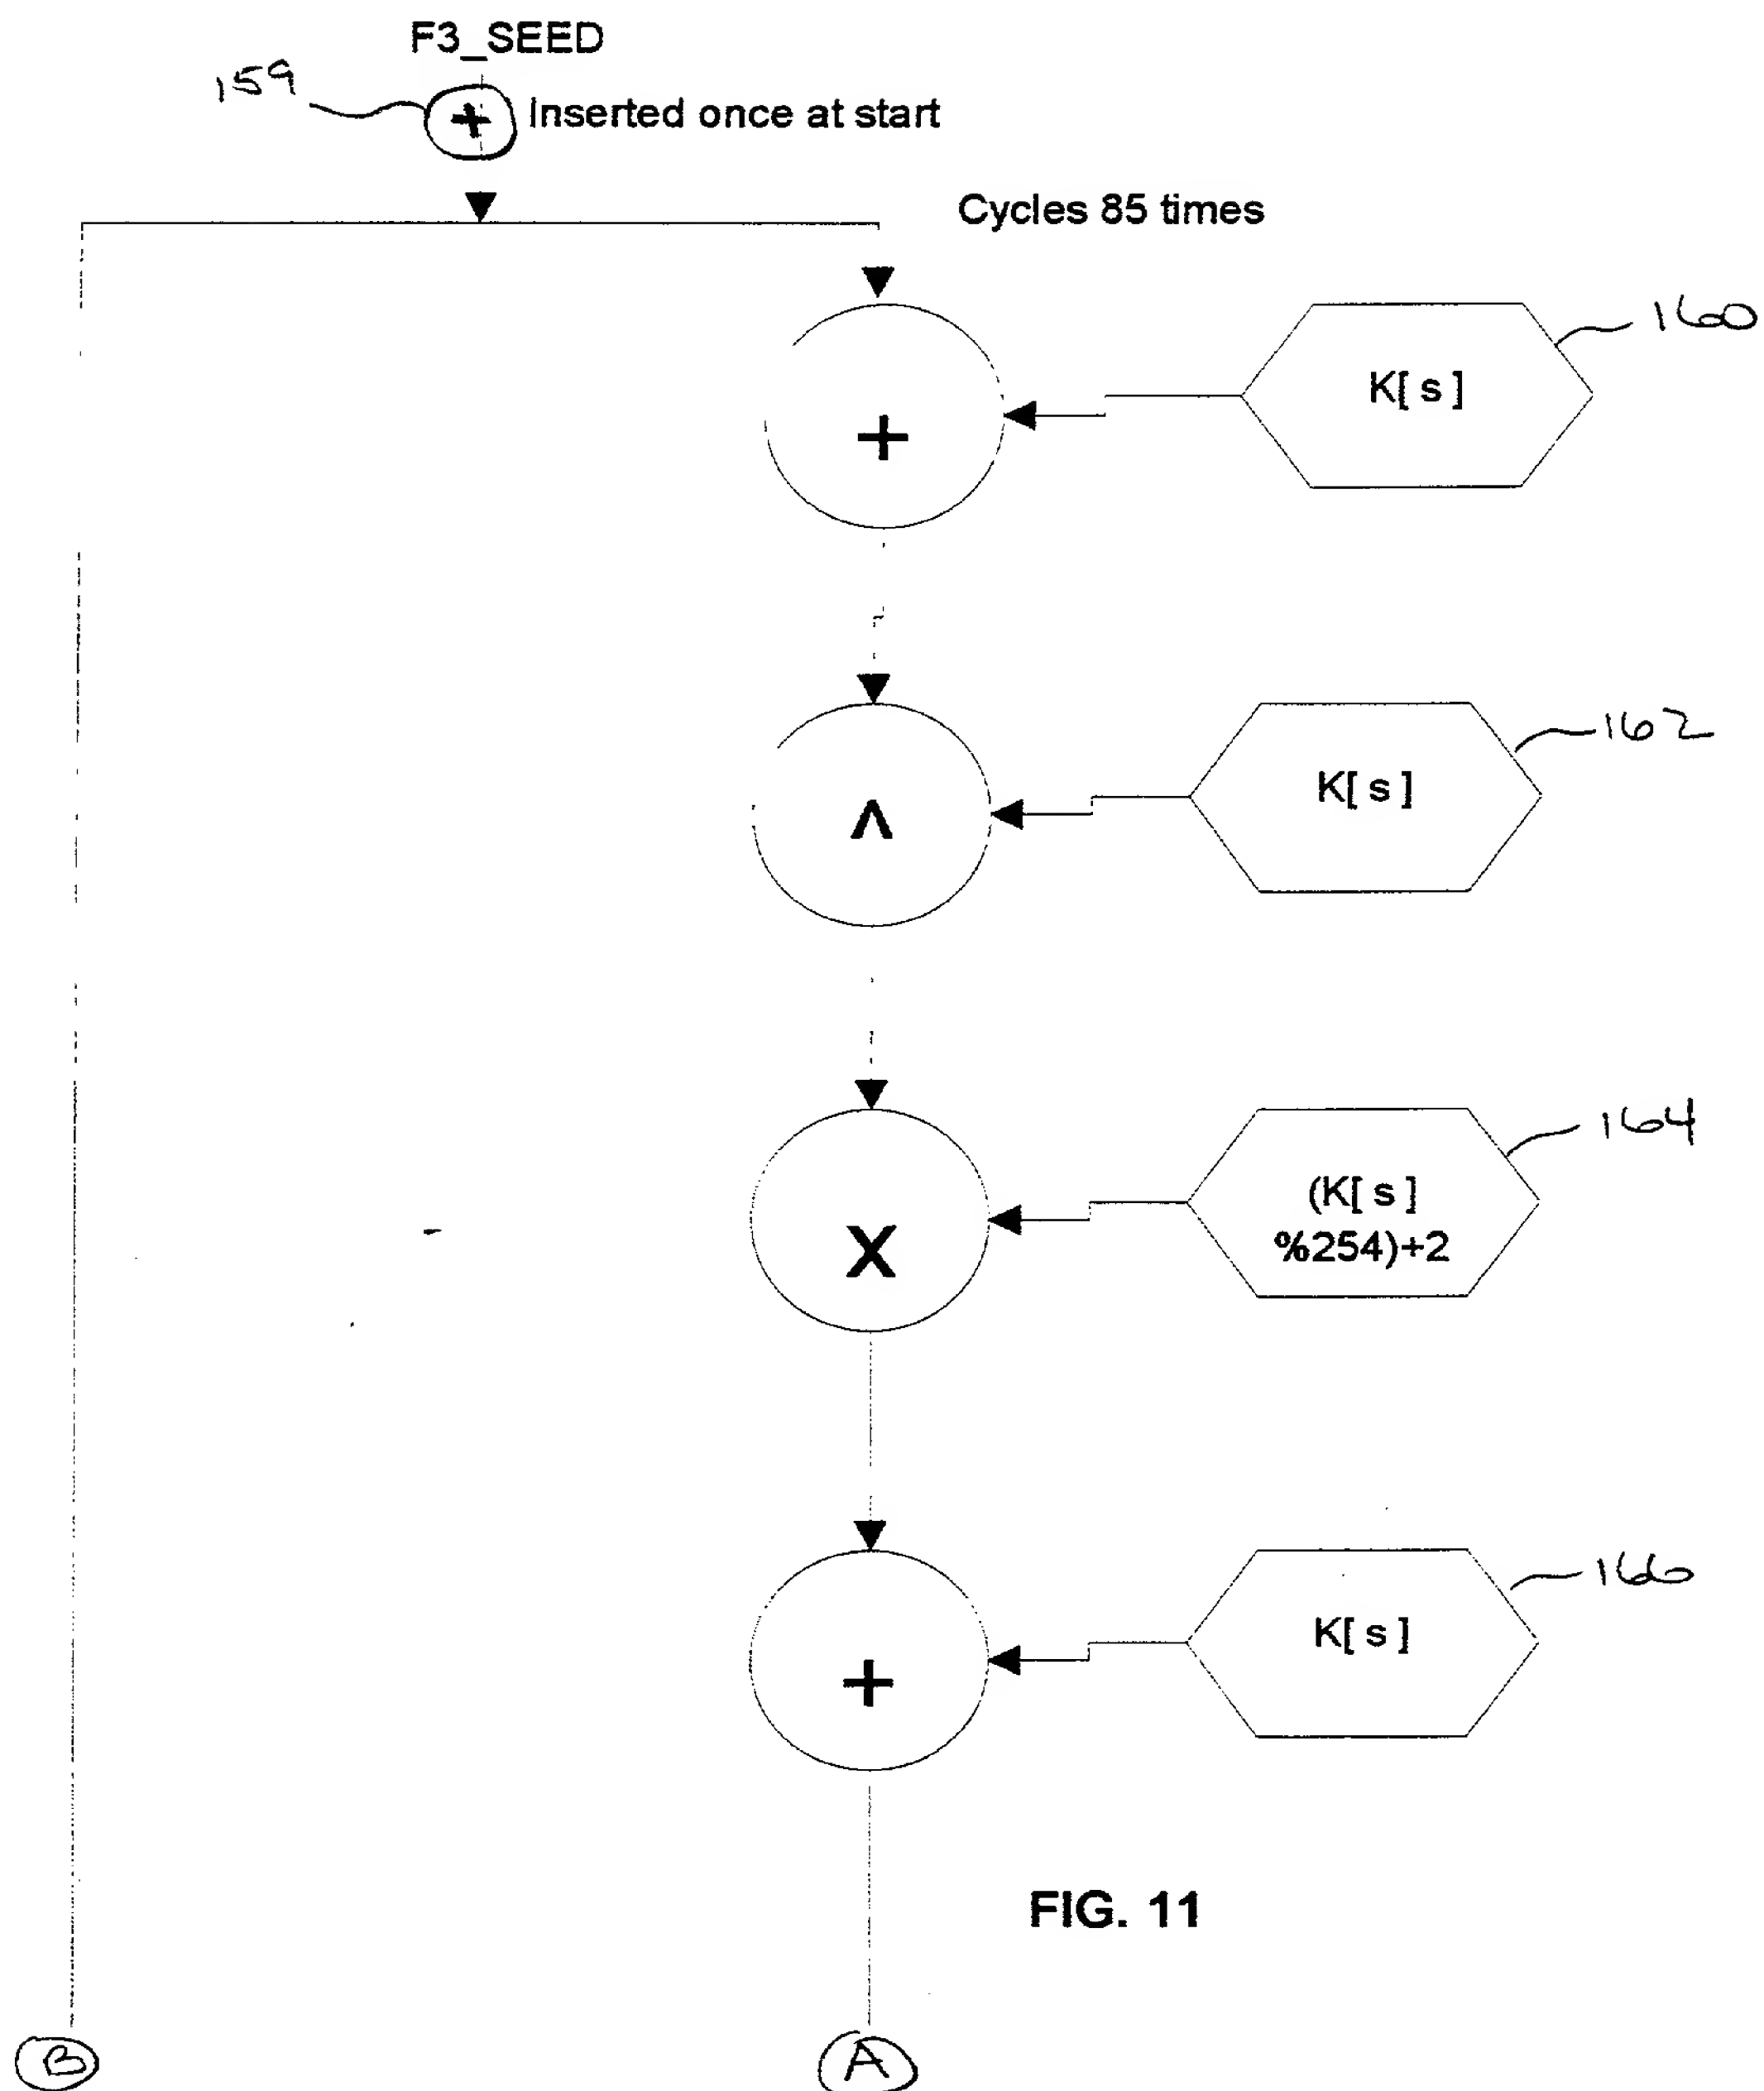 F3_SEED
159
+ Inserted once at start
Cycles 85 times
160
K[ s ]
+
162
K[ s ]
^
164
(K[ s ]
%254)+2
X
166
K[ s ]
+
FIG. 11
B
A